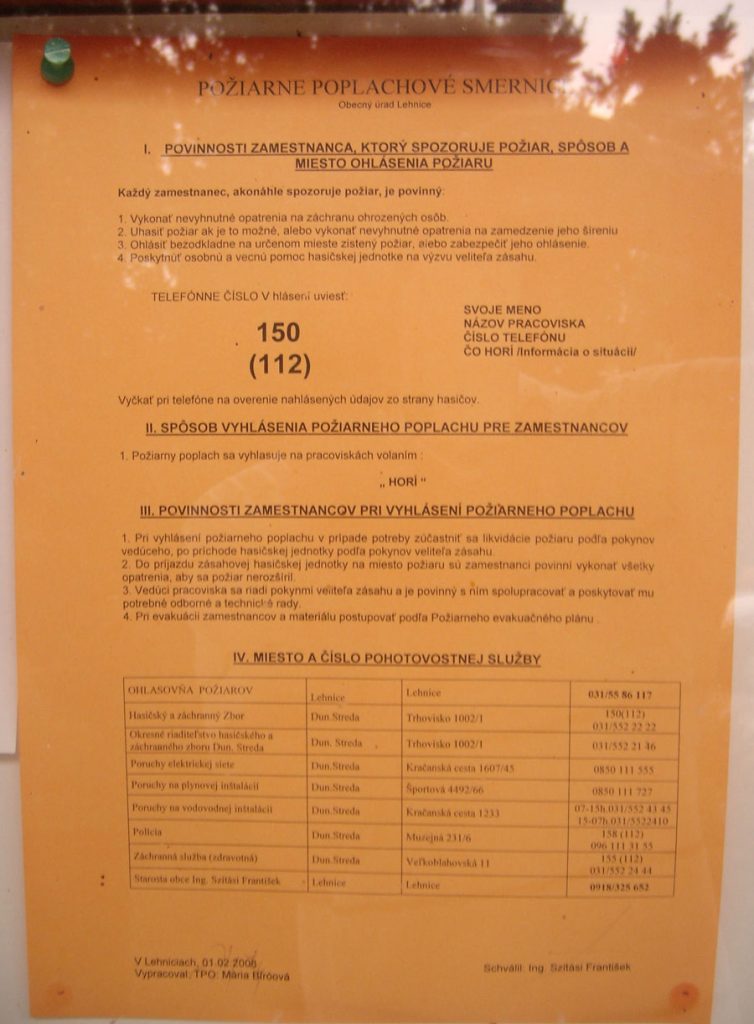 POŽIARNE POPLACHOVÉ SMERNICE
Obecný úrad Lehnice
I. POVINNOSTI ZAMESTNANCA, KTORÝ SPOZORUJE POŽIAR, SPÔSOB A
MIESTO OHLÁSENIA POŽIARU
Každý zamestnanec, akonáhle spozoruje požiar, je povinný:
1. Vykonať nevyhnutné opatrenia na záchranu ohrozených osôb.
2. Uhasiť požiar ak je to možné, alebo vykonať nevyhnutné opatrenia na zamedzenie jeho šíreniu
3. Ohlásiť bezodkladne na určenom mieste zistený požiar, alebo zabezpečiť jeho ohlásenie.
4. Poskytnúť osobnú a vecnú pomoc hasičskej jednotke na výzvu veliteľa zásahu.
TELEFÓNNE ČÍSLO V hlásení uviesť:
SVOJE MENO
NÁZOV PRACOVISKA
ČÍSLO TELEFÓNU
ČO HORÍ /Informácia o situácii/
150
(112)
Vyčkať pri telefóne na overenie nahlásených údajov zo strany hasičov.
II. SPÔSOB VYHLÁSENIA POŽIARNEHO POPLACHU PRE ZAMESTNANCOV
1. Požiarny poplach sa vyhlasuje na pracoviskách volaním :
„ HORÍ "
III. POVINNOSTI ZAMESTNANCOV PRI VYHLÁSENÍ POŽIARNEHO POPLACHU
1. Pri vyhlásení požiarneho poplachu v prípade potreby zúčastniť sa likvidácie požiaru podľa pokynov
vedúceho, po príchode hasičskej jednotky podľa pokynov veliteľa zásahu.
2. Do príjazdu zásahovej hasičskej jednotky na miesto požiaru sú zamestnanci povinní vykonať všetky
opatrenia, aby sa požiar nerozšíril.
3. Vedúci pracoviska sa riadi pokynmi veliteľa zásahu a je povinný s ním spolupracovať a poskytovať mu
potrebné odborné a technické rady.
4. Pri evakuácii zamestnancov a materiálu postupovať podľa Požiarneho evakuačného plánu .
IV. MIESTO A ČÍSLO POHOTOVOSTNEJ SLUŽBY
OHLASOVŇA POŽIAROV Lehnice Lehnice 031/55 86 117
Hasičský a záchranný Zbor Dun.Streda Trhovisko 1002/1 150(112)
031/552 22 22
Okresné riaditeľstvo hasičského a
záchranného zboru Dun. Streda Dun. Streda Trhovisko 1002/1 031/552 21 46
Poruchy elektrickej siete Dun.Streda Kračanská cesta 1607/45 0850 111 555
Poruchy na plynovej inštalácii Dun.Streda Športová 4492/66 0850 111 727
Poruchy na vodovodnej inštalácii Dun.Streda Kračanská cesta 1233 07-15h.031/552 43 45
15-07h.031/5522410
Polícia Dun.Streda Muzejná 231/6 158 (112)
096 111 31 55
Záchranná služba (zdravotná) Dun.Streda Veľkoblahovská 11 155 (112)
031/552 24 44
Starosta obce Ing. Szitási František Lehnice Lehnice 0918/325 652
V Lehniciach, 01.02
Vypracoval, TPO: Mária Bíróová
Schválil: Ing. Szitási František